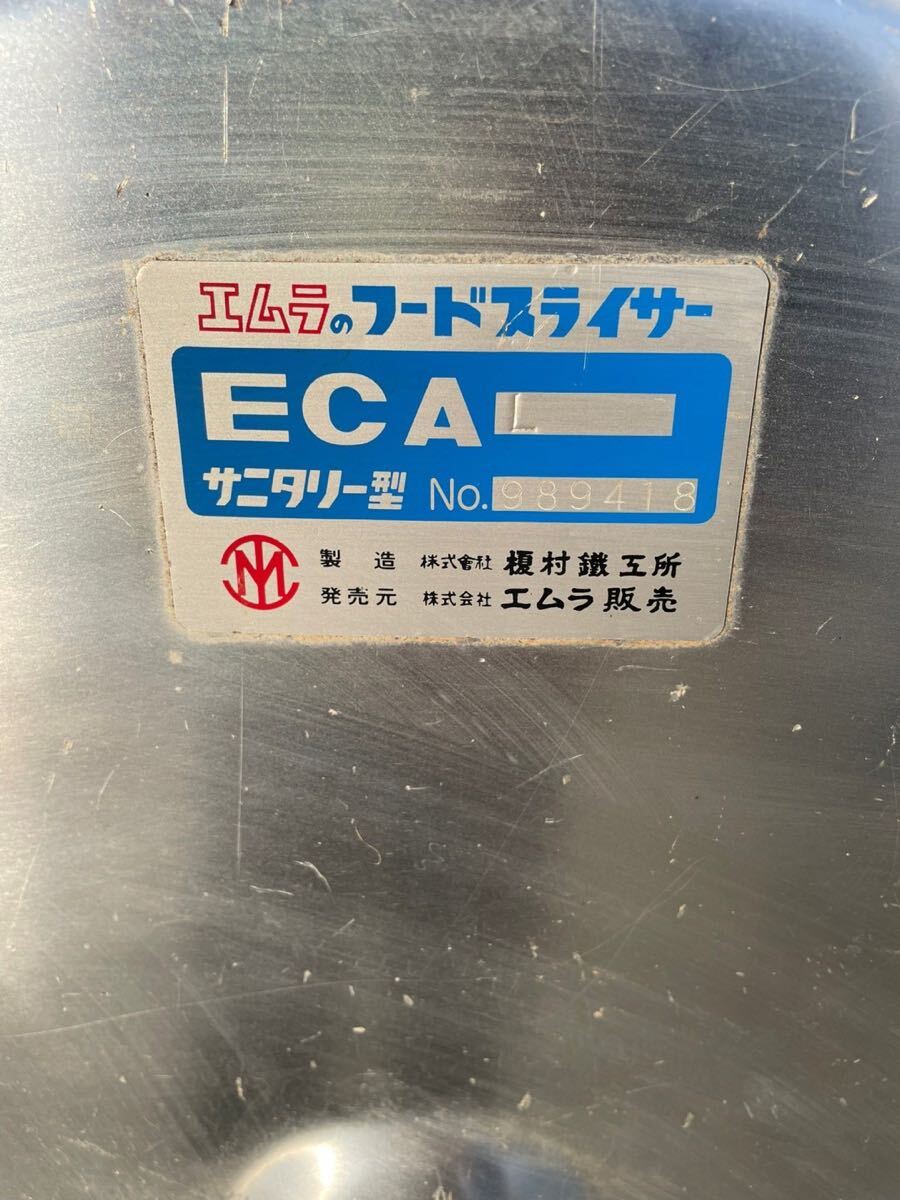 エムラのフードスライサー
ECA L
サニタリー型 No.989418
製造 株式會社 榎村鐵工所
発売元 株式会社 エムラ販売